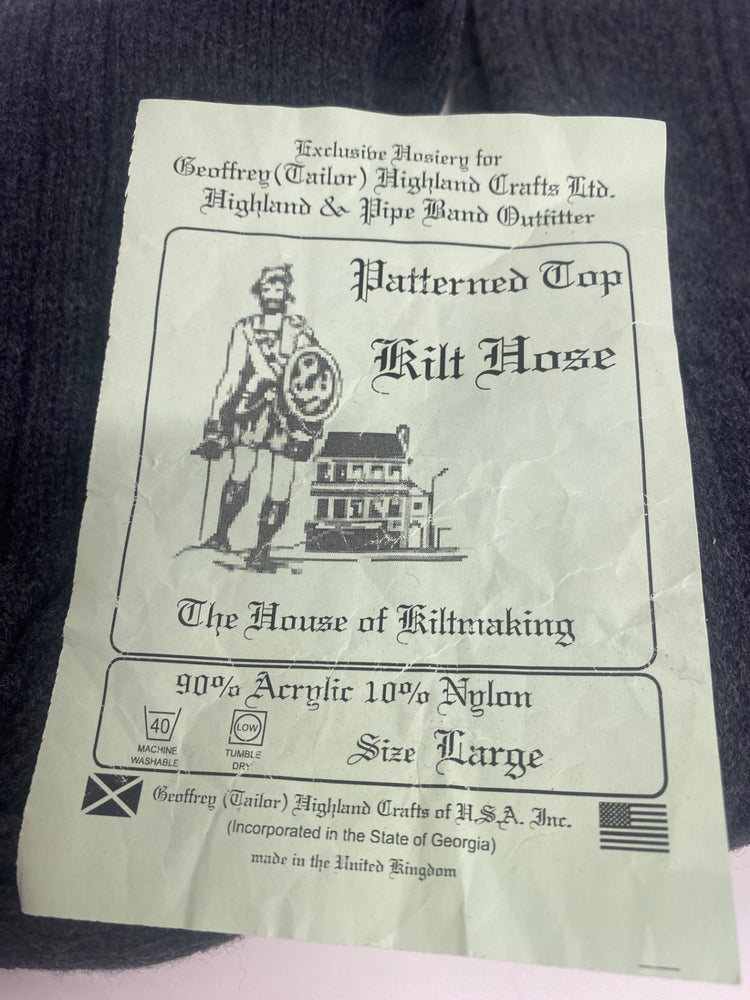 Exclusive Hosiery for
Geoffrey (Tailor) Highland Crafts Ltd.
Highland & Pipe Band Outfitter
Patterned Top
Kilt Hose
The House of Kiltmaking
90% Acrylic 10% Nylon
40
MACHINE
WASHABLE
LOW
TUMBLE
DRY
Size Large
Geoffrey (Tailor) Highland Crafts of U.S.A. Inc.
(Incorporated in the State of Georgia)
made in the United Kingdom